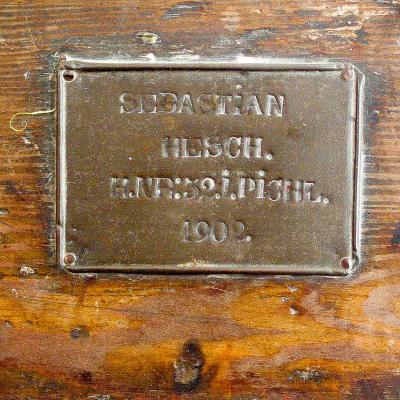 SEBASTiAN
HESCH.
H.NR:52.i.PiCHL.
1902.